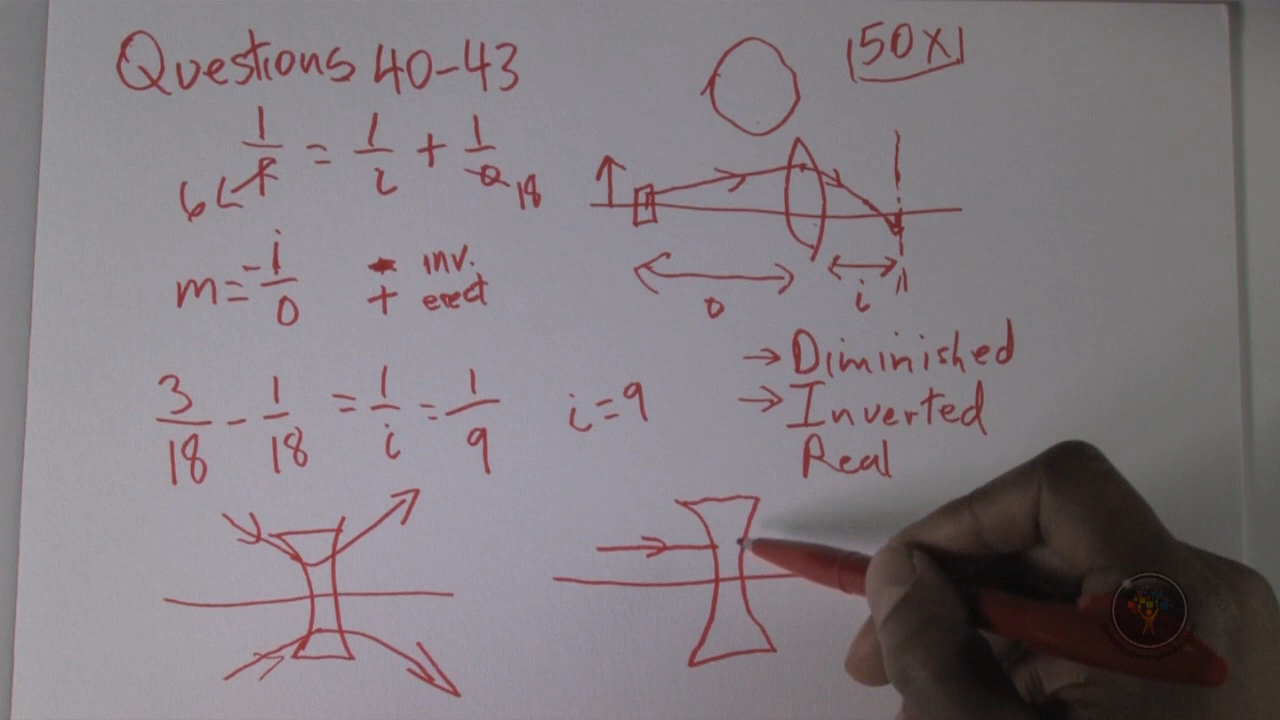 Questions 40-43
150X1
1/f = 1/i + 1/o
6 18
m = -i/o
- inv.
+ erect
o i
3/18 - 1/18 = 1/i = 1/9 i=9
→ Diminished
→ Inverted
Real